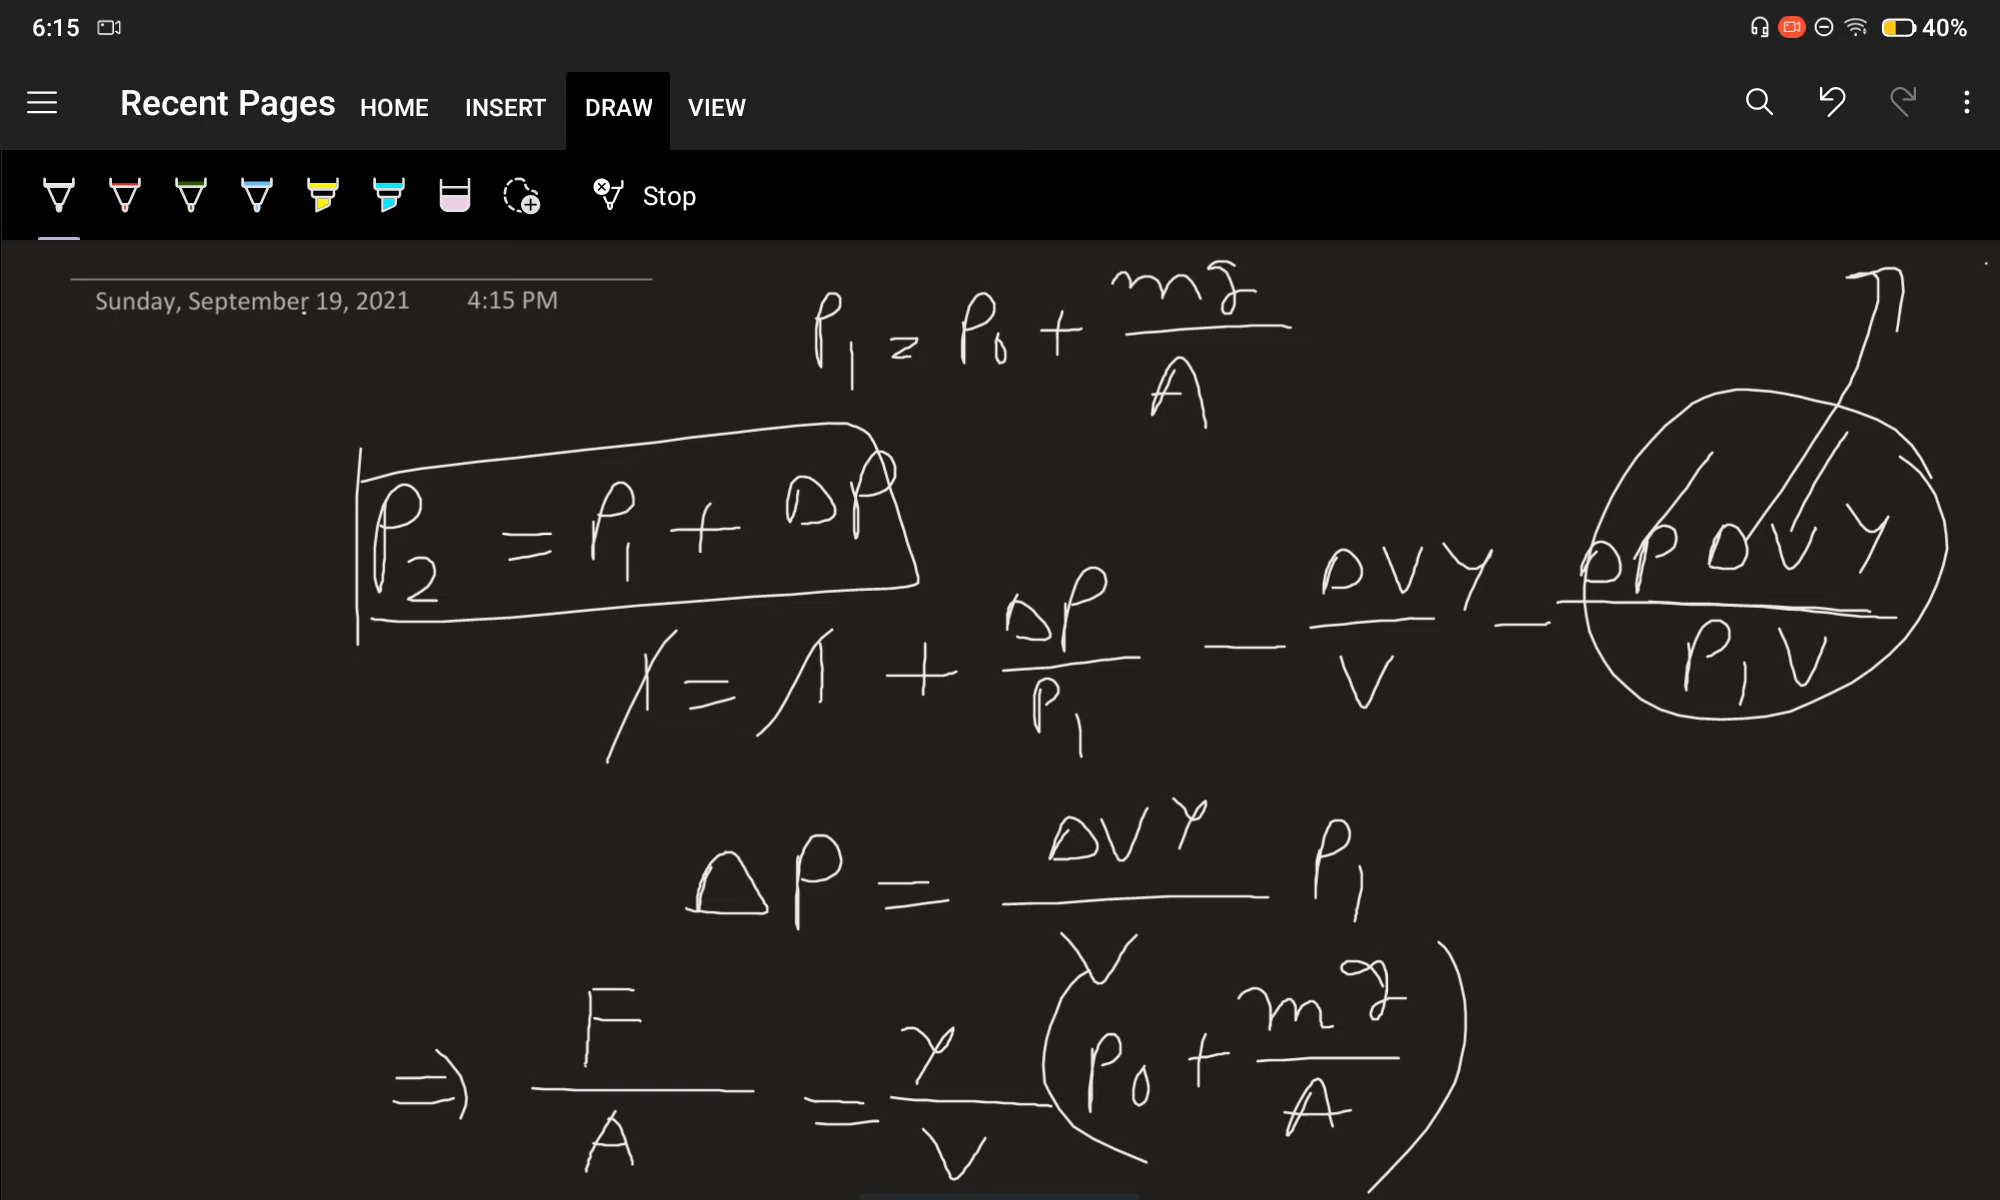 6:15 40%
Recent Pages HOME INSERT DRAW VIEW
Stop
Sunday, September 19, 2021 4:15 PM
P₁ = P₀ + mg/A
P₂ = P₁ + ΔP
1 = 1 + ΔP/P₁ − ΔVγ/V − ΔPΔVγ/P₁V
ΔP = ΔVγ/V P₁
⇒ F/A = γ/V (P₀ + mg/A)